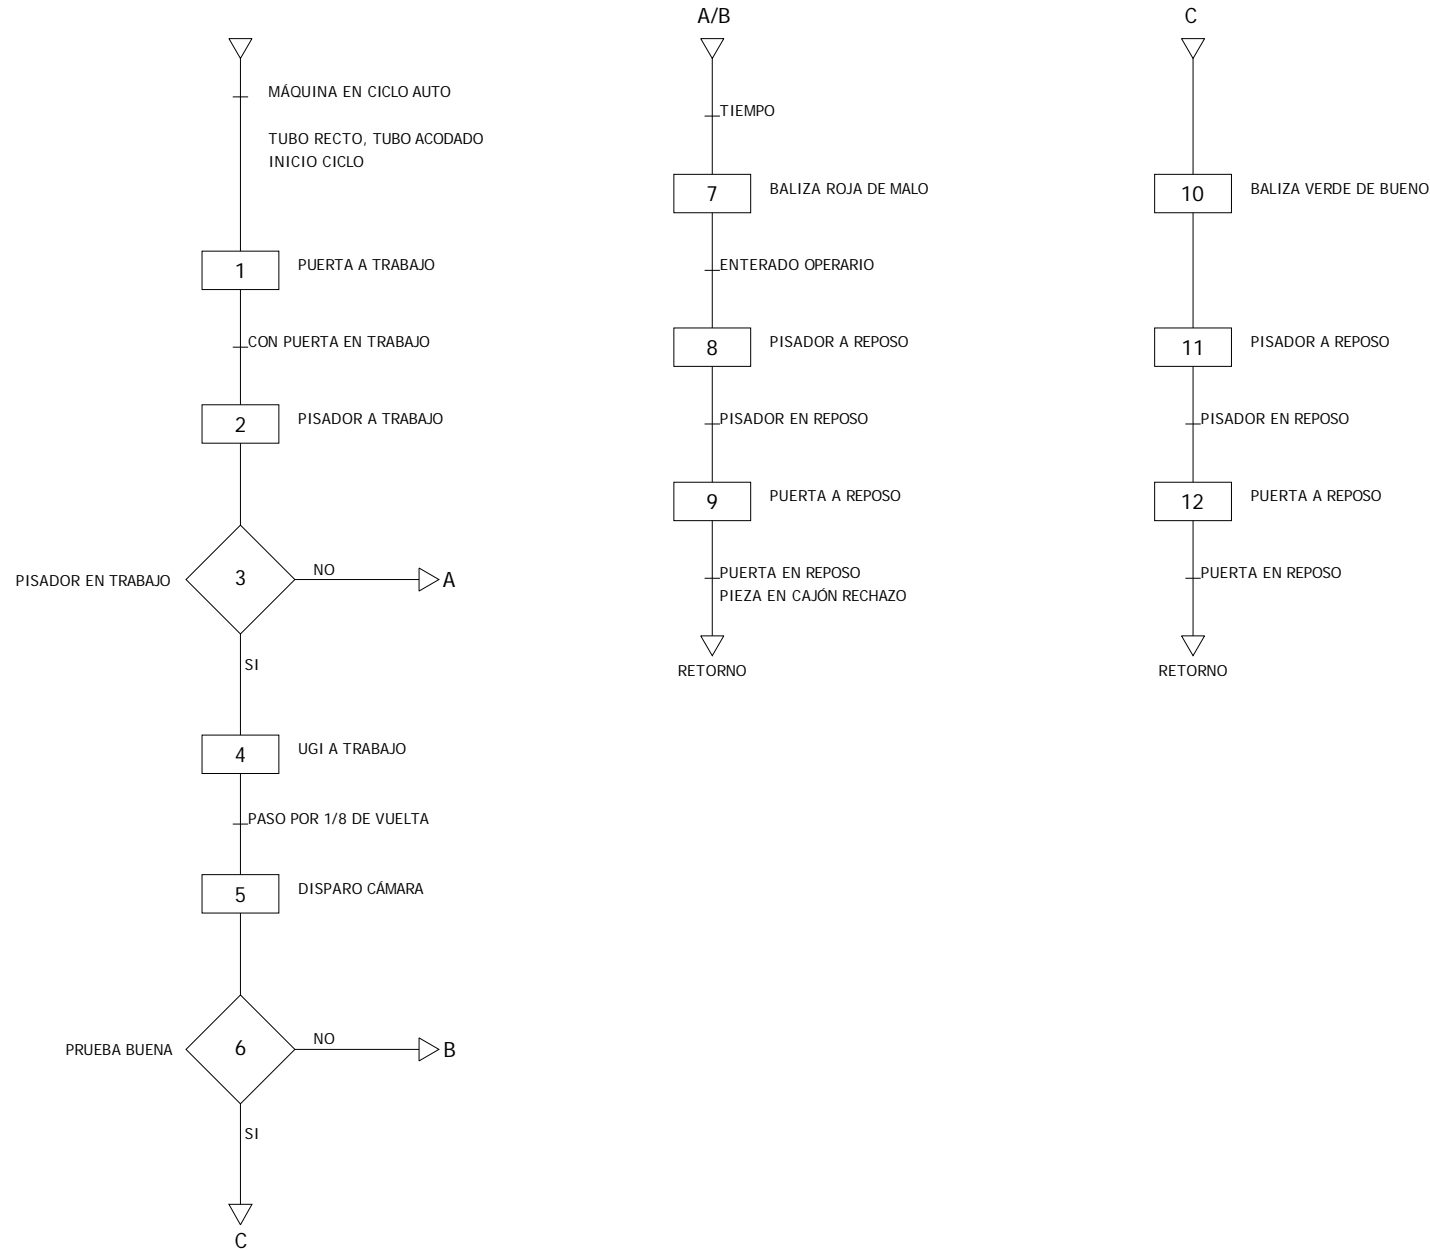 MÁQUINA EN CICLO AUTO
TUBO RECTO, TUBO ACODADO
INICIO CICLO
1
PUERTA A TRABAJO
CON PUERTA EN TRABAJO
2
PISADOR A TRABAJO
PISADOR EN TRABAJO
3
NO
A
SI
4
UGI A TRABAJO
PASO POR 1/8 DE VUELTA
5
DISPARO CÁMARA
PRUEBA BUENA
6
NO
B
SI
C
A/B
TIEMPO
7
BALIZA ROJA DE MALO
ENTERADO OPERARIO
8
PISADOR A REPOSO
PISADOR EN REPOSO
9
PUERTA A REPOSO
PUERTA EN REPOSO
PIEZA EN CAJÓN RECHAZO
RETORNO
C
10
BALIZA VERDE DE BUENO
11
PISADOR A REPOSO
PISADOR EN REPOSO
12
PUERTA A REPOSO
PUERTA EN REPOSO
RETORNO